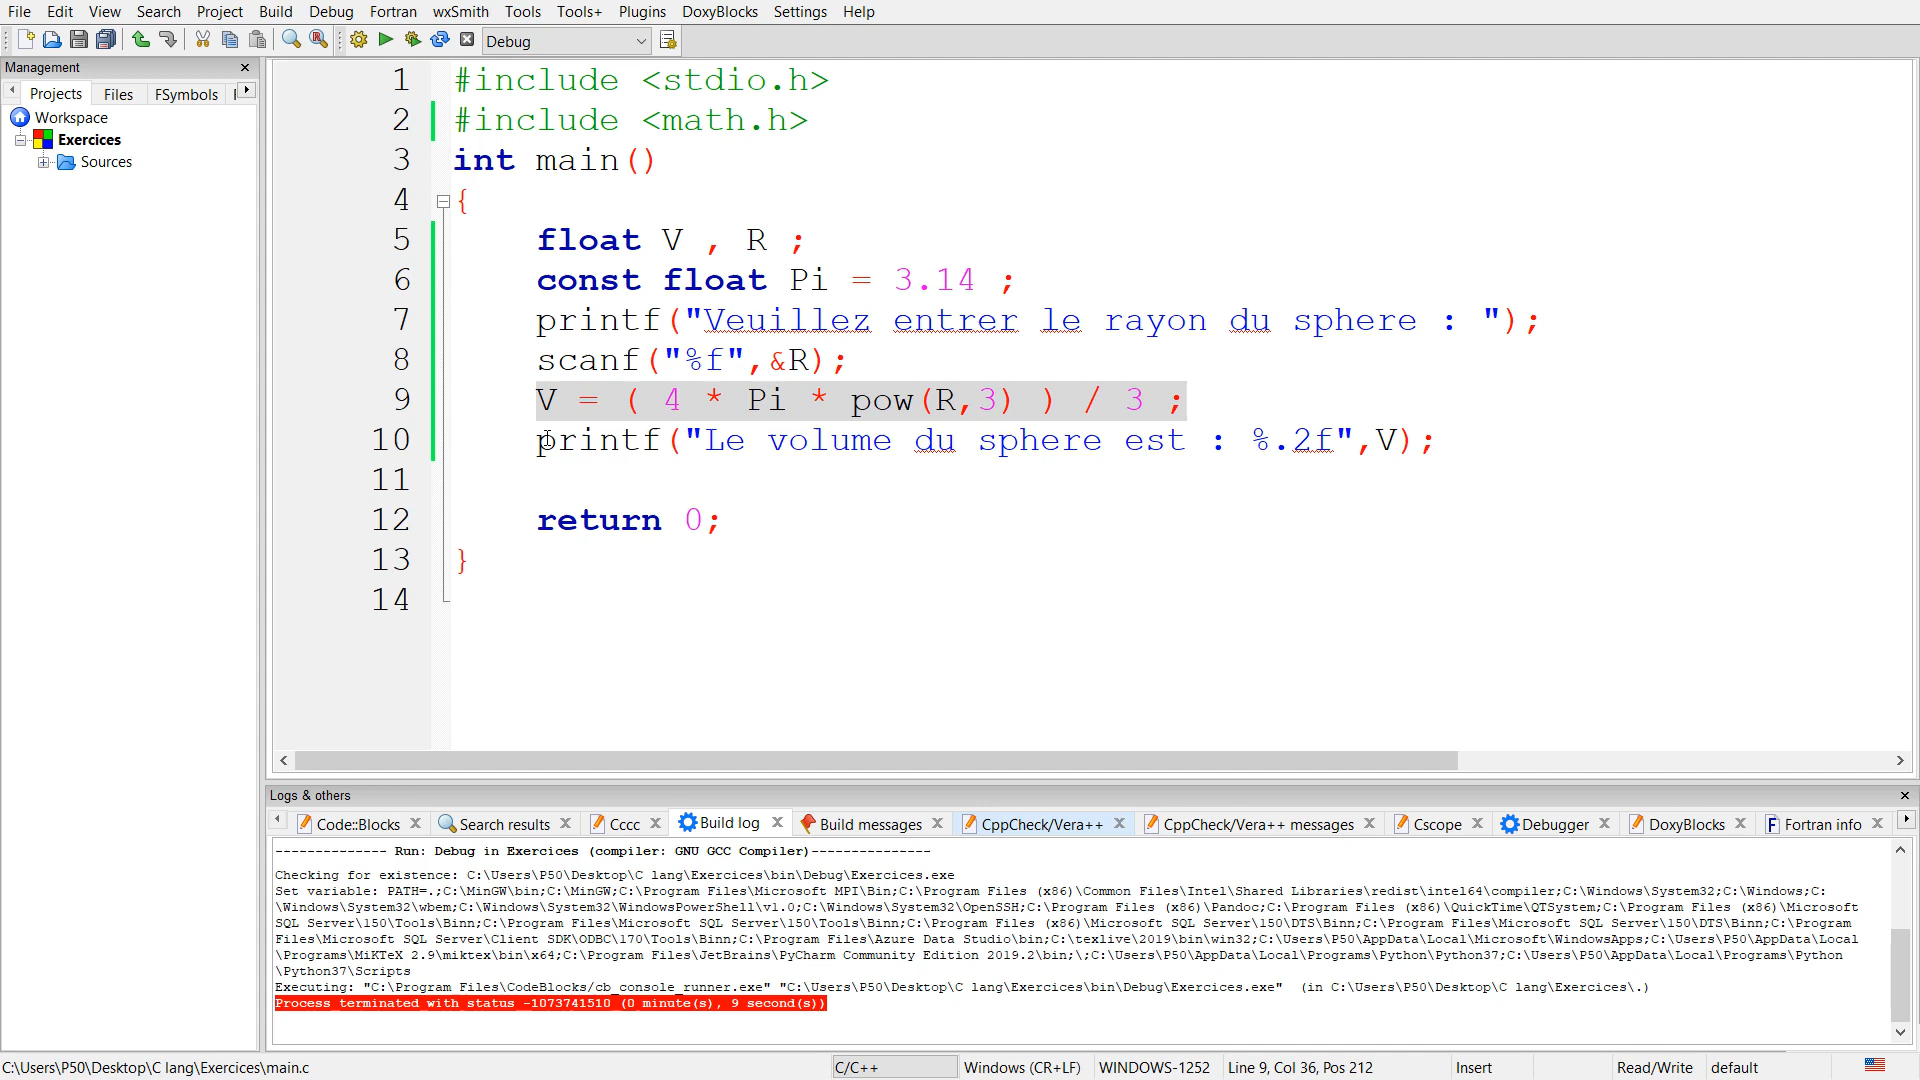 File Edit View Search Project Build Debug Fortran wxSmith Tools Tools+ Plugins DoxyBlocks Settings Help
Debug
Management
Projects Files FSymbols
Workspace
Exercices
Sources
1 #include <stdio.h>
2 #include <math.h>
3 int main()
4 {
5 float V , R ;
6 const float Pi = 3.14 ;
7 printf("Veuillez entrer le rayon du sphere : ");
8 scanf("%f",&R);
9 V = ( 4 * Pi * pow(R,3) ) / 3 ;
10 printf("Le volume du sphere est : %.2f",V);
11
12 return 0;
13 }
14
Logs & others
Code::Blocks Search results Cccc Build log Build messages CppCheck/Vera++ CppCheck/Vera++ messages Cscope Debugger DoxyBlocks Fortran info
-------------- Run: Debug in Exercices (compiler: GNU GCC Compiler)---------------
Checking for existence: C:\Users\P50\Desktop\C lang\Exercices\bin\Debug\Exercices.exe
Set variable: PATH=.;C:\MinGW\bin;C:\MinGW;C:\Program Files\Microsoft MPI\Bin;C:\Program Files (x86)\Common Files\Intel\Shared Libraries\redist\intel64\compiler;C:\Windows\System32;C:\Windows;C:
\Windows\System32\wbem;C:\Windows\System32\WindowsPowerShell\v1.0;C:\Windows\System32\OpenSSH;C:\Program Files (x86)\Pandoc;C:\Program Files (x86)\QuickTime\QTSystem;C:\Program Files (x86)\Microsoft
SQL Server\150\Tools\Binn;C:\Program Files\Microsoft SQL Server\150\Tools\Binn;C:\Program Files (x86)\Microsoft SQL Server\150\DTS\Binn;C:\Program Files\Microsoft SQL Server\150\DTS\Binn;C:\Program
Files\Microsoft SQL Server\Client SDK\ODBC\170\Tools\Binn;C:\Program Files\Azure Data Studio\bin;C:\texlive\2019\bin\win32;C:\Users\P50\AppData\Local\Microsoft\WindowsApps;C:\Users\P50\AppData\Local
\Programs\MiKTeX 2.9\miktex\bin\x64;C:\Program Files\JetBrains\PyCharm Community Edition 2019.2\bin;\;C:\Users\P50\AppData\Local\Programs\Python\Python37;C:\Users\P50\AppData\Local\Programs\Python
\Python37\Scripts
Executing: "C:\Program Files\CodeBlocks/cb_console_runner.exe" "C:\Users\P50\Desktop\C lang\Exercices\bin\Debug\Exercices.exe"  (in C:\Users\P50\Desktop\C lang\Exercices\.)
Process terminated with status -1073741510 (0 minute(s), 9 second(s))
C:\Users\P50\Desktop\C lang\Exercices\main.c C/C++ Windows (CR+LF) WINDOWS-1252 Line 9, Col 36, Pos 212 Insert Read/Write default